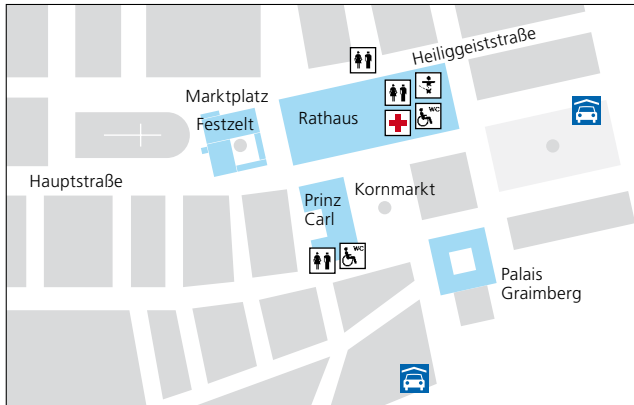 Heiliggeiststraße
Marktplatz
Festzelt
Rathaus
WC
Hauptstraße
Prinz
Carl
Kornmarkt
WC
Palais
Graimberg